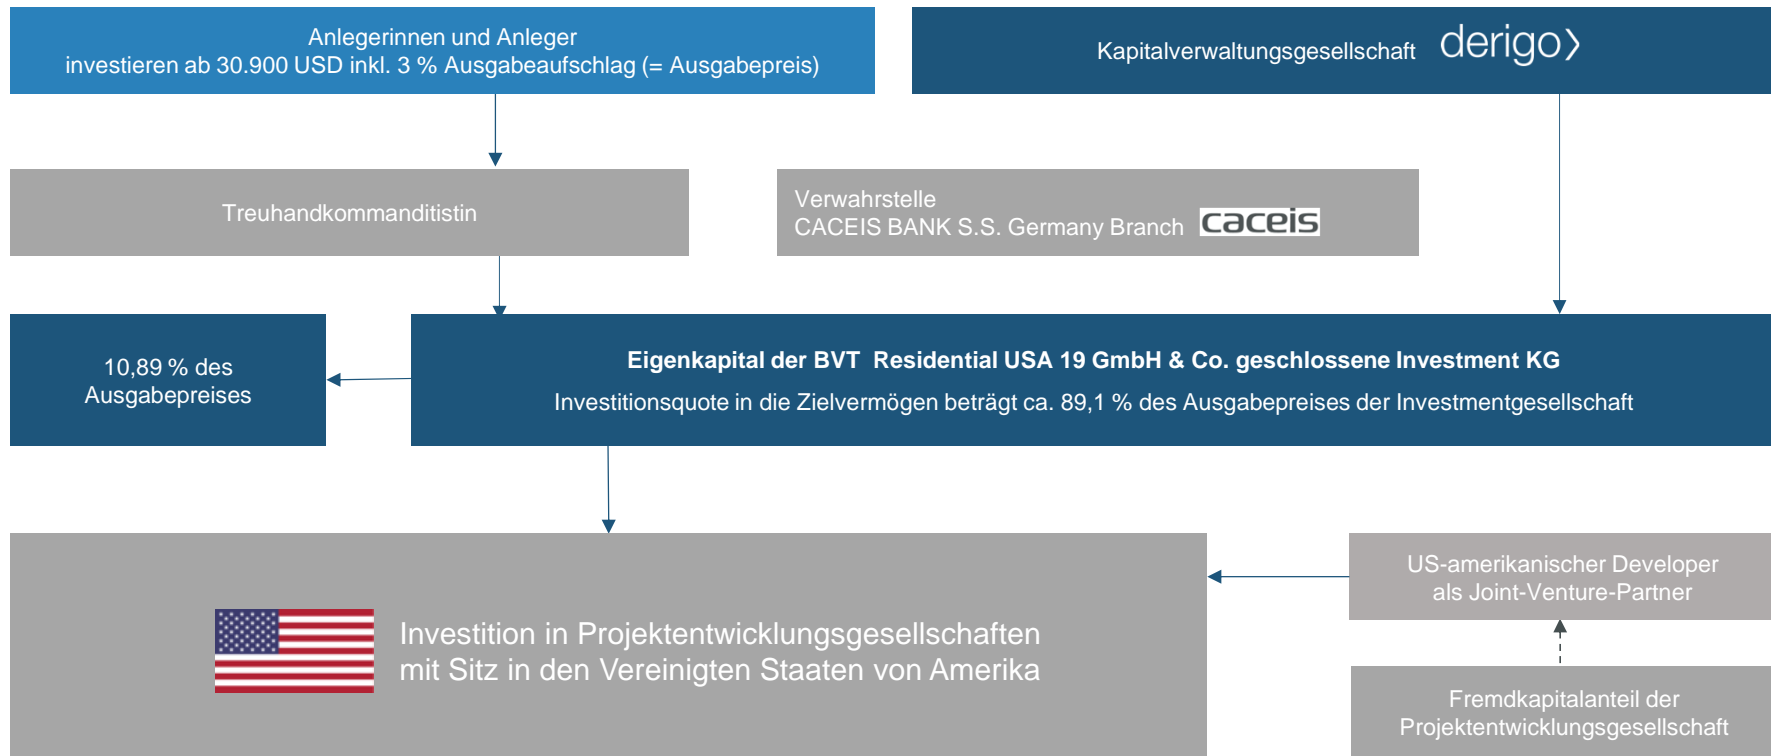 Anlegerinnen und Anleger
investieren ab 30.900 USD inkl. 3 % Ausgabeaufschlag (= Ausgabepreis)
Kapitalverwaltungsgesellschaft derigo
Treuhandkommanditistin
Verwahrstelle
CACEIS BANK S.S. Germany Branch caceis
10,89 % des
Ausgabepreises
Eigenkapital der BVT  Residential USA 19 GmbH & Co. geschlossene Investment KG
Investitionsquote in die Zielvermögen beträgt ca. 89,1 % des Ausgabepreises der Investmentgesellschaft
Investition in Projektentwicklungsgesellschaften
mit Sitz in den Vereinigten Staaten von Amerika
US-amerikanischer Developer
als Joint-Venture-Partner
Fremdkapitalanteil der
Projektentwicklungsgesellschaft